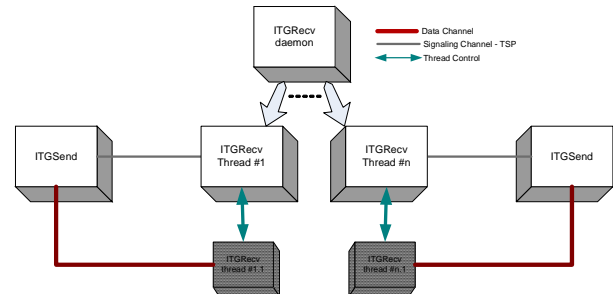 ITGRecv
daemon
Data Channel
Signaling Channel - TSP
Thread Control
ITGSend
ITGRecv
Thread #1
ITGRecv
Thread #n
ITGSend
ITGRecv
thread #1.1
ITGRecv
thread #n.1